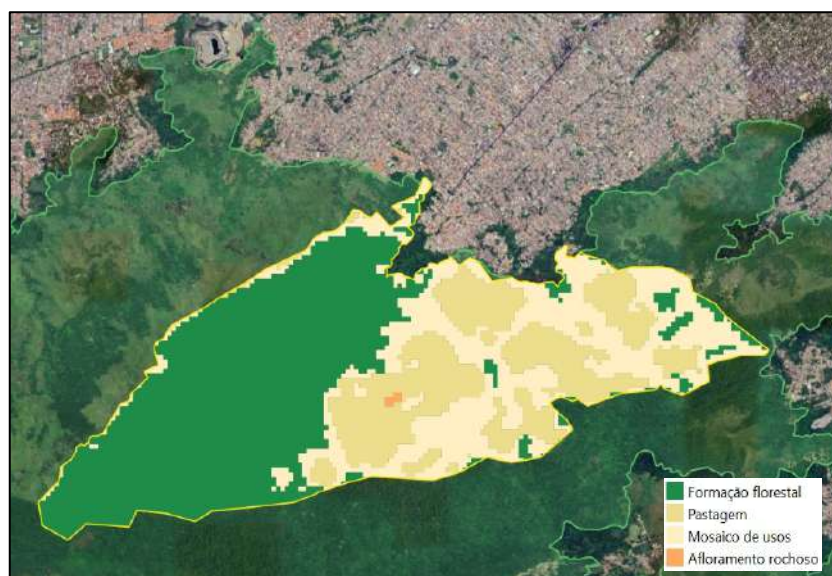 Formação florestal
Pastagem
Mosaico de usos
Afloramento rochoso